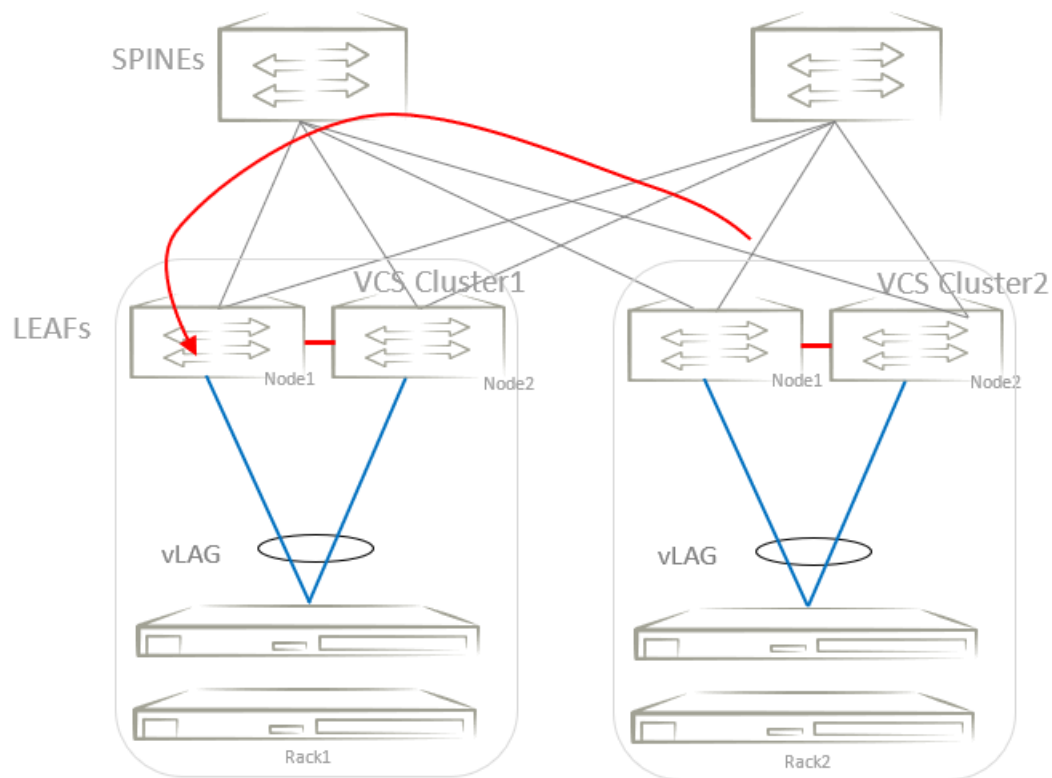 SPINEs
VCS Cluster1
VCS Cluster2
LEAFs
Node1
Node2
Node1
Node2
vLAG
vLAG
Rack1
Rack2